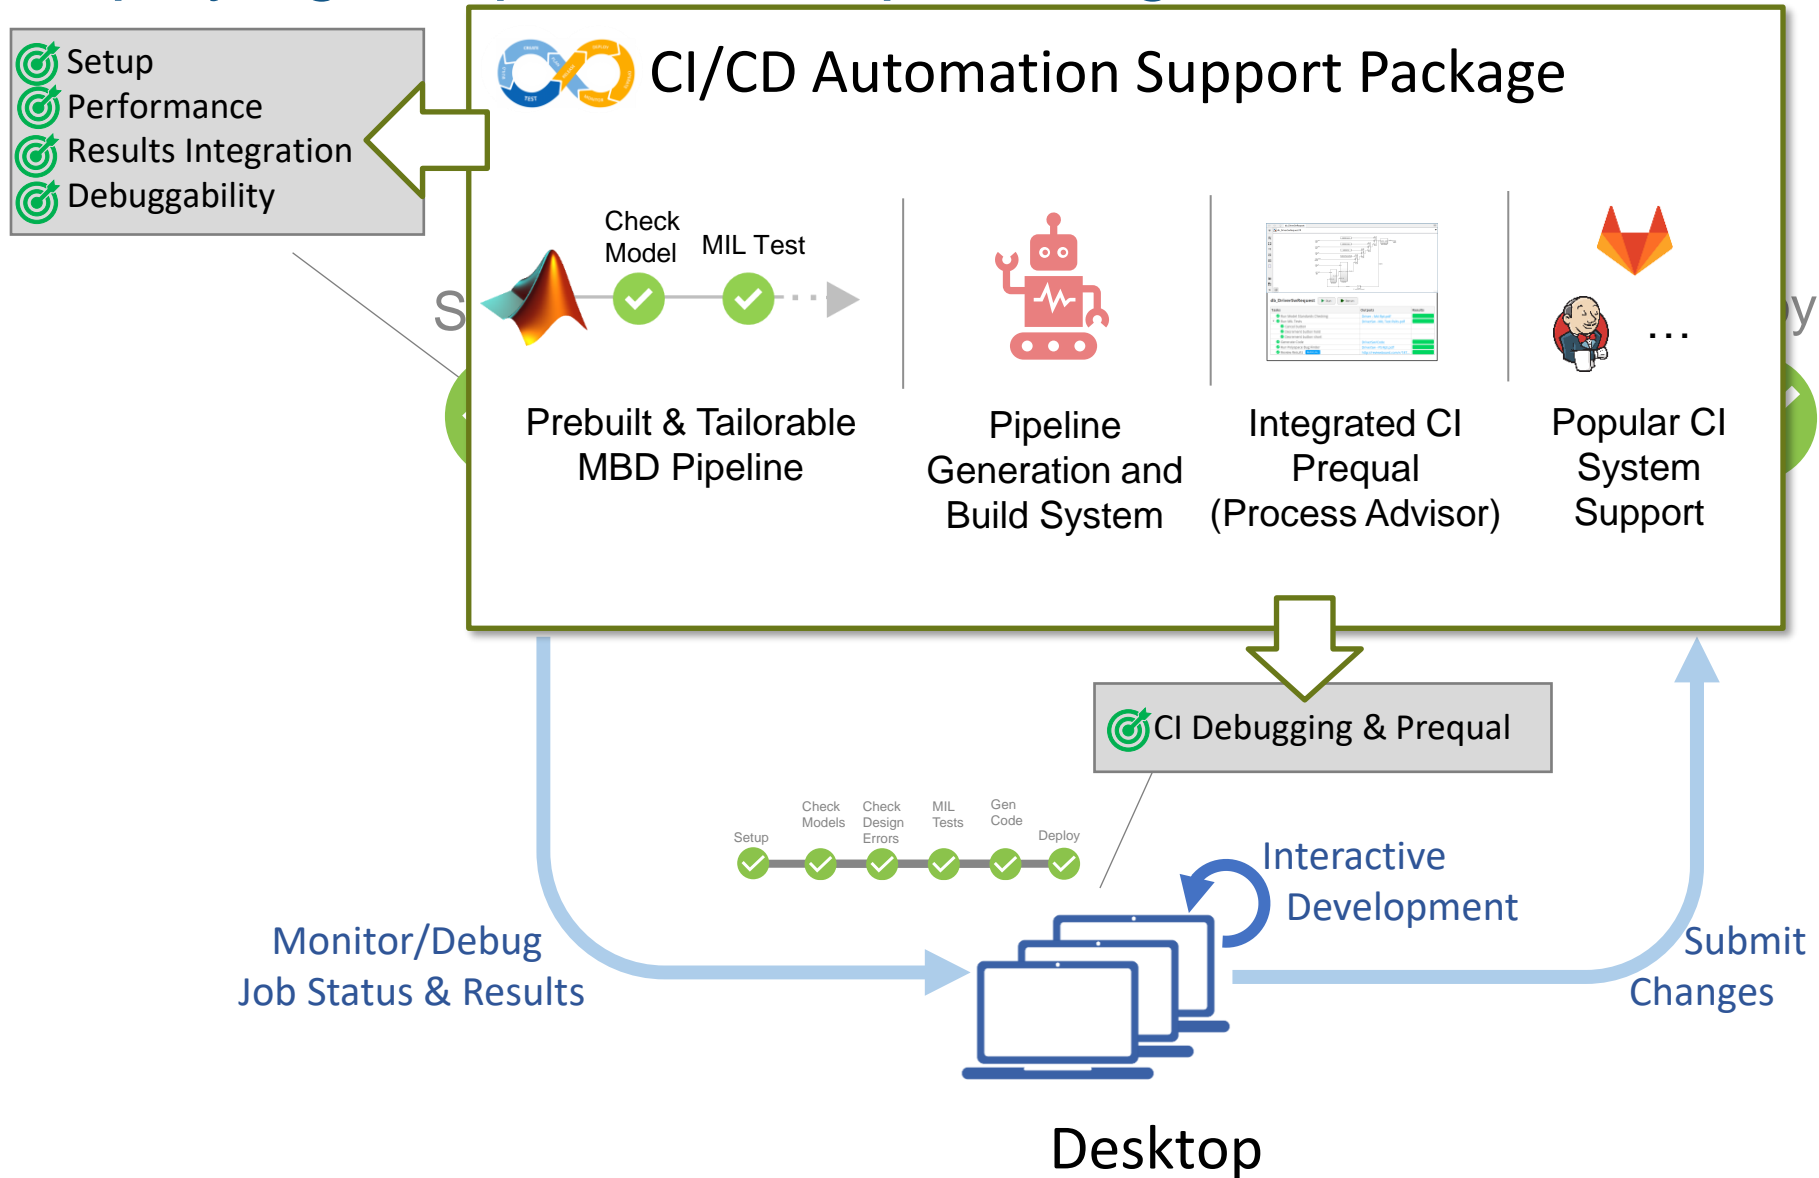 CI/CD Automation Support Package
Setup
Performance
Results Integration
Debuggability
Check
Model
MIL Test
...
Prebuilt & Tailorable
MBD Pipeline
Pipeline
Generation and
Build System
Integrated CI
Prequal
(Process Advisor)
Popular CI
System
Support
CI Debugging & Prequal
Setup
Check
Models
Check
Design
Errors
MIL
Tests
Gen
Code
Deploy
Interactive
Development
Monitor/Debug
Job Status & Results
Submit
Changes
Desktop